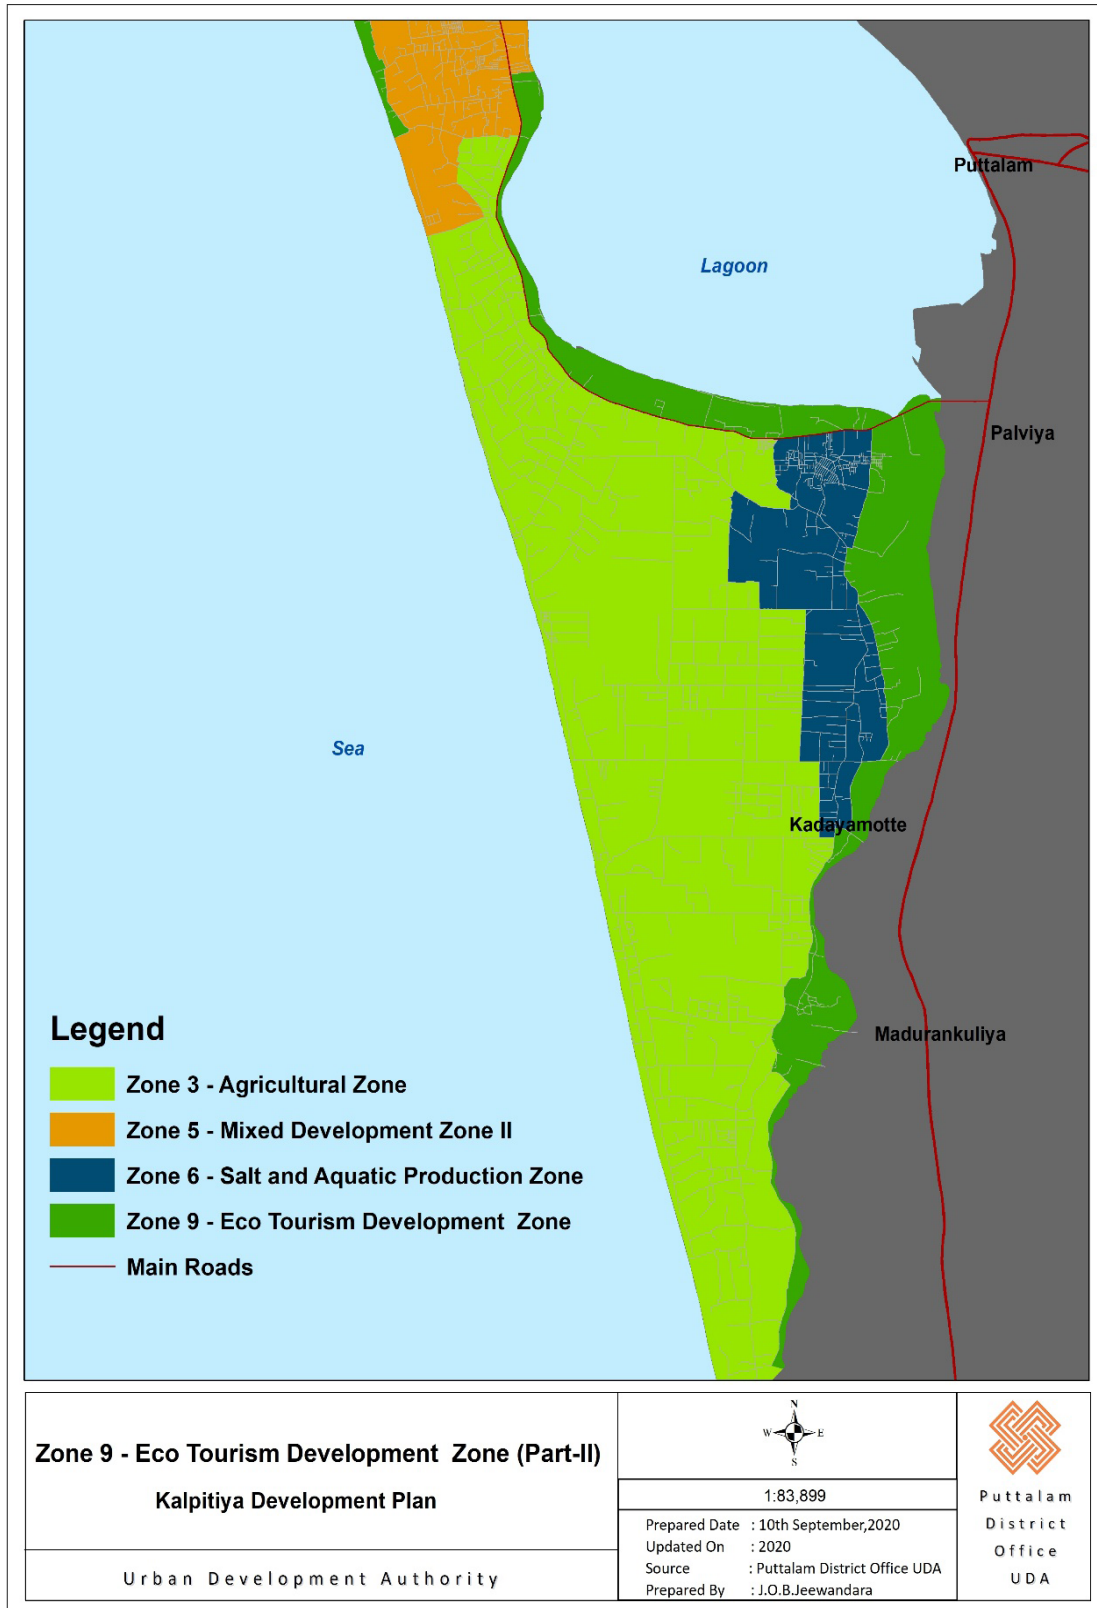 Puttalam
Lagoon
Palviya
Sea
Kadayamotte
Madurankuliya
Legend
Zone 3 - Agricultural Zone
Zone 5 - Mixed Development Zone II
Zone 6 - Salt and Aquatic Production Zone
Zone 9 - Eco Tourism Development Zone
Main Roads
Zone 9 - Eco Tourism Development Zone (Part-II)
Kalpitiya Development Plan
Urban Development Authority
N
W E
S
1:83,899
Prepared Date : 10th September,2020
Updated On : 2020
Source : Puttalam District Office UDA
Prepared By : J.O.B.Jeewandara
Puttalam
District
Office
UDA